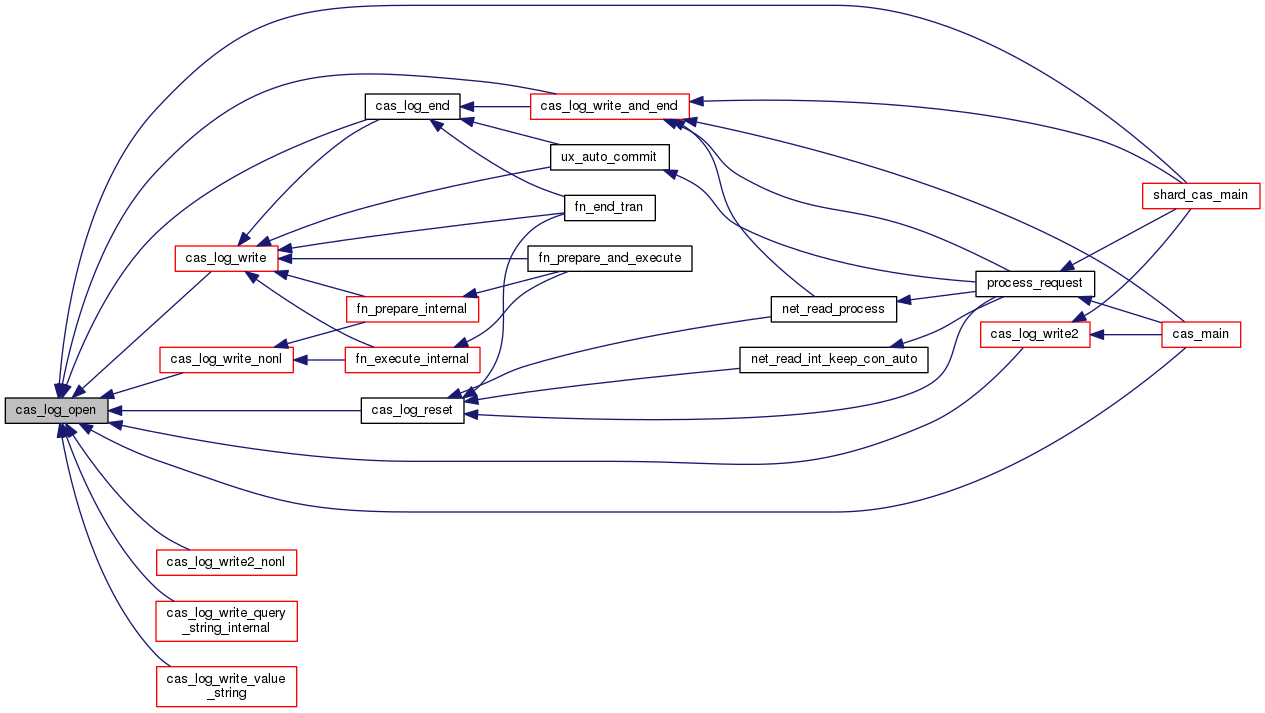 cas_log_end
cas_log_write_and_end
ux_auto_commit
shard_cas_main
fn_end_tran
cas_log_write
fn_prepare_and_execute
process_request
fn_prepare_internal
net_read_process
cas_log_write2
cas_main
cas_log_write_nonl
fn_execute_internal
net_read_int_keep_con_auto
cas_log_open
cas_log_reset
cas_log_write2_nonl
cas_log_write_query
_string_internal
cas_log_write_value
_string